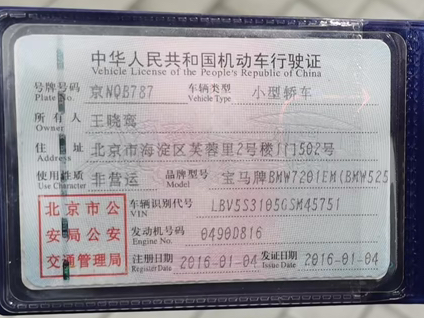 中华人民共和国机动车行驶证
Vehicle License of the People's Republic of China
号牌号码 京NQB787 车辆类型 小型轿车
Plate No. Vehicle Type
所有人 王晓鸾
Owner
住址 北京市海淀区芙蓉里2号楼1门502号
Address
使用性质 非营运 品牌型号 宝马牌BMW7201EM(BMW525
Use Character Model
北京市公 车辆识别代号 LBV5S3105GSM45751
VIN
安局公安 发动机号码 0490D816
Engine No.
交通管理局 注册日期 2016-01-04 发证日期 2016-01-04
Register Date Issue Date